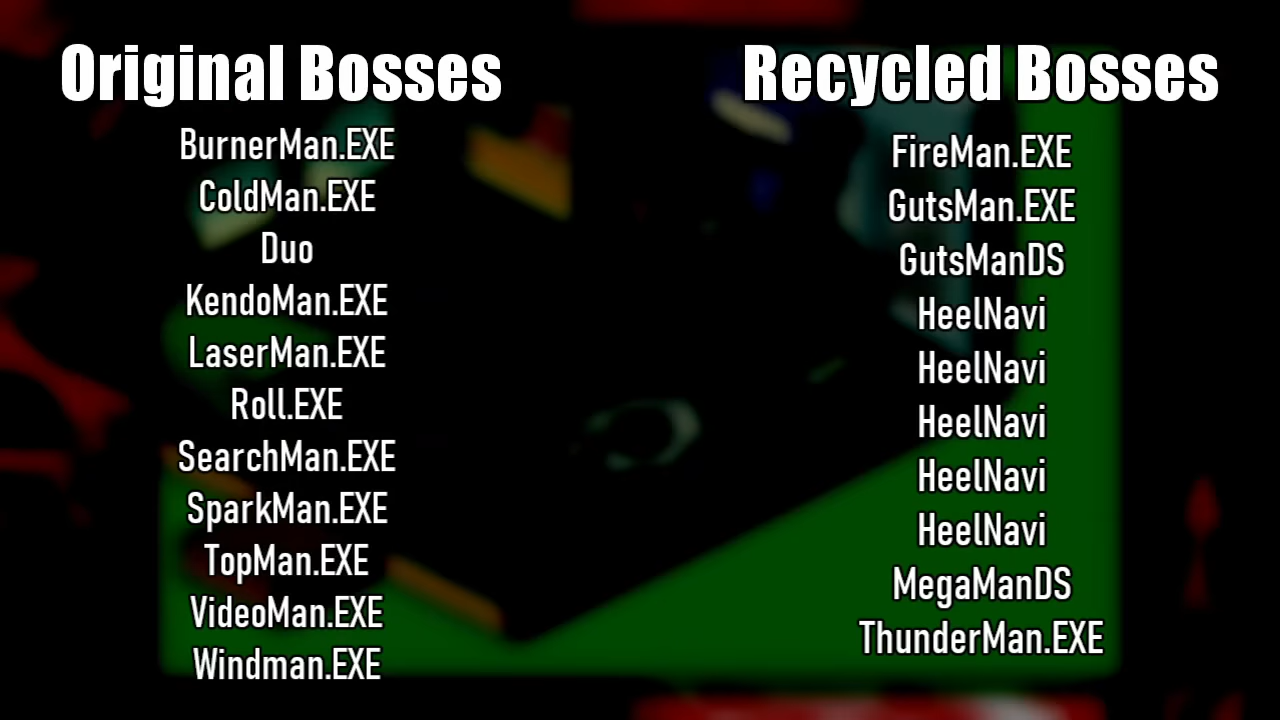 Original Bosses
BurnerMan.EXE
ColdMan.EXE
Duo
KendoMan.EXE
LaserMan.EXE
Roll.EXE
SearchMan.EXE
SparkMan.EXE
TopMan.EXE
VideoMan.EXE
Windman.EXE
Recycled Bosses
FireMan.EXE
GutsMan.EXE
GutsManDS
HeelNavi
HeelNavi
HeelNavi
HeelNavi
HeelNavi
MegaManDS
ThunderMan.EXE